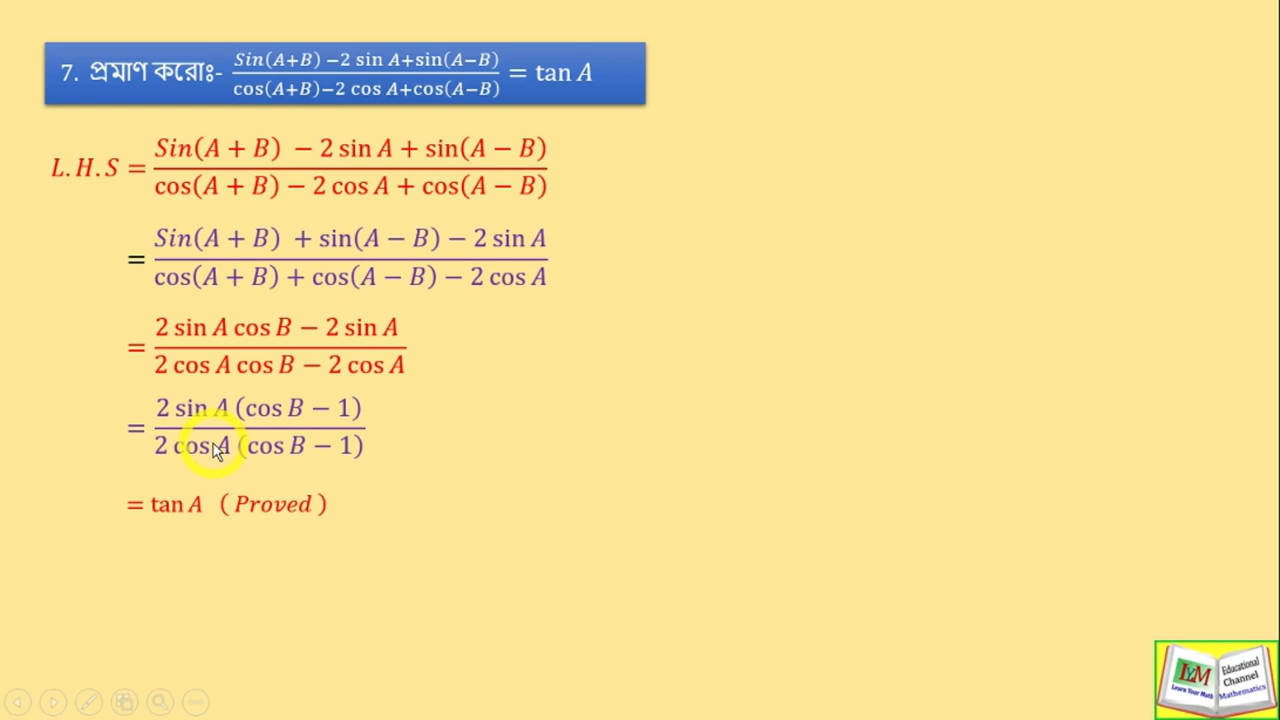 7. প্রমাণ করোঃ- Sin(A+B) −2 sin A+sin(A−B) / cos(A+B)−2 cos A+cos(A−B) = tan A
L.H.S = Sin(A + B) − 2 sin A + sin(A − B) / cos(A + B) − 2 cos A + cos(A − B)
= Sin(A + B) + sin(A − B) − 2 sin A / cos(A + B) + cos(A − B) − 2 cos A
= 2 sin A cos B − 2 sin A / 2 cos A cos B − 2 cos A
= 2 sin A (cos B − 1) / 2 cos A (cos B − 1)
= tan A ( Proved )
LYM
Learn Your Math
Educational
Channel
Mathematics